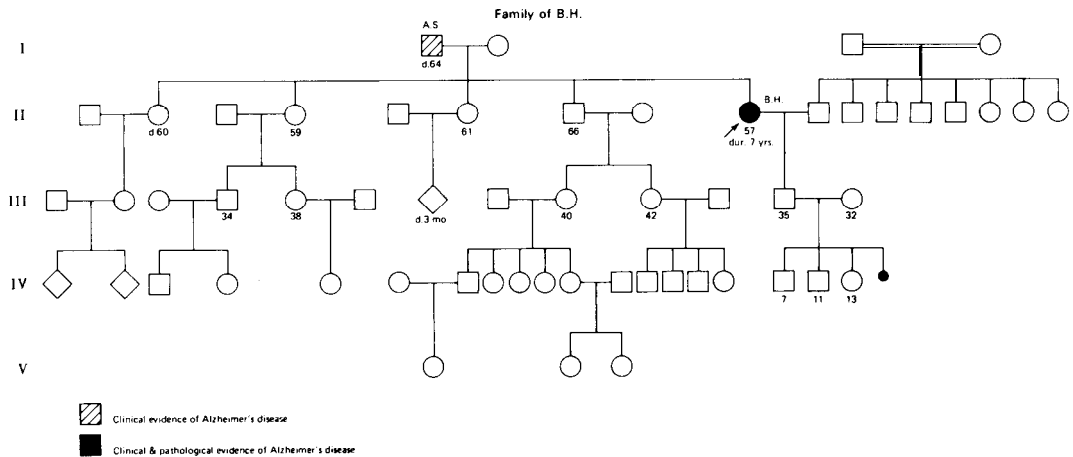 Family of B.H.
A.S
I
d.64
II
B.H.
d 60
59
61
66
57
dur. 7 yrs.
III
34
38
d.3 mo
40
42
35
32
IV
7
11
13
V
Clinical evidence of Alzheimer's disease
Clinical & pathological evidence of Alzheimer's disease